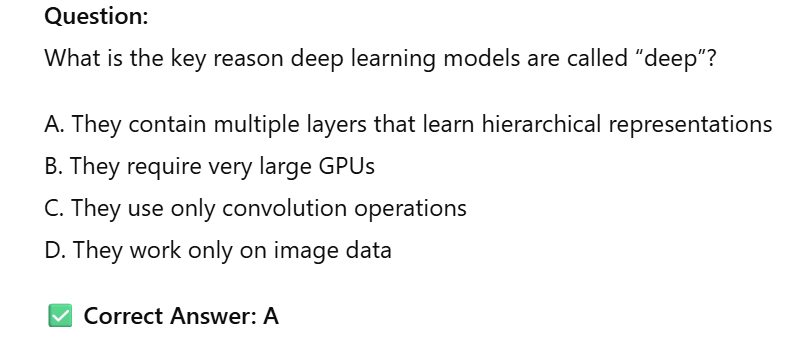 Question:
What is the key reason deep learning models are called “deep”?
A. They contain multiple layers that learn hierarchical representations
B. They require very large GPUs
C. They use only convolution operations
D. They work only on image data
✅ Correct Answer: A